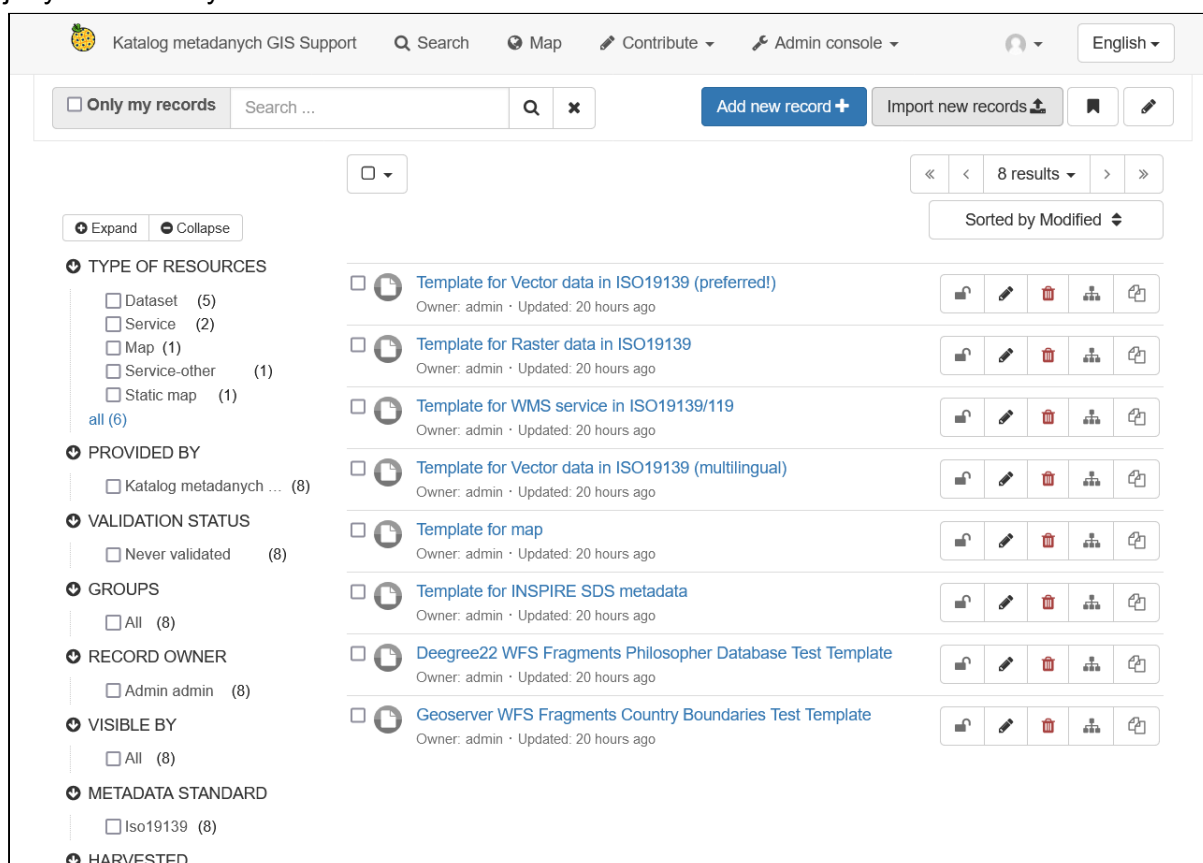 Katalog metadanych GIS Support Search Map Contribute Admin console English
Only my records Search ... Add new record Import new records
8 results
Expand Collapse
Sorted by Modified
TYPE OF RESOURCES
Dataset (5)
Service (2)
Map (1)
Service-other (1)
Static map (1)
all (6)
PROVIDED BY
Katalog metadanych ... (8)
VALIDATION STATUS
Never validated (8)
GROUPS
All (8)
RECORD OWNER
Admin admin (8)
VISIBLE BY
All (8)
METADATA STANDARD
Iso19139 (8)
HARVESTED
Template for Vector data in ISO19139 (preferred!)
Owner: admin · Updated: 20 hours ago
Template for Raster data in ISO19139
Owner: admin · Updated: 20 hours ago
Template for WMS service in ISO19139/119
Owner: admin · Updated: 20 hours ago
Template for Vector data in ISO19139 (multilingual)
Owner: admin · Updated: 20 hours ago
Template for map
Owner: admin · Updated: 20 hours ago
Template for INSPIRE SDS metadata
Owner: admin · Updated: 20 hours ago
Deegree22 WFS Fragments Philosopher Database Test Template
Owner: admin · Updated: 20 hours ago
Geoserver WFS Fragments Country Boundaries Test Template
Owner: admin · Updated: 20 hours ago